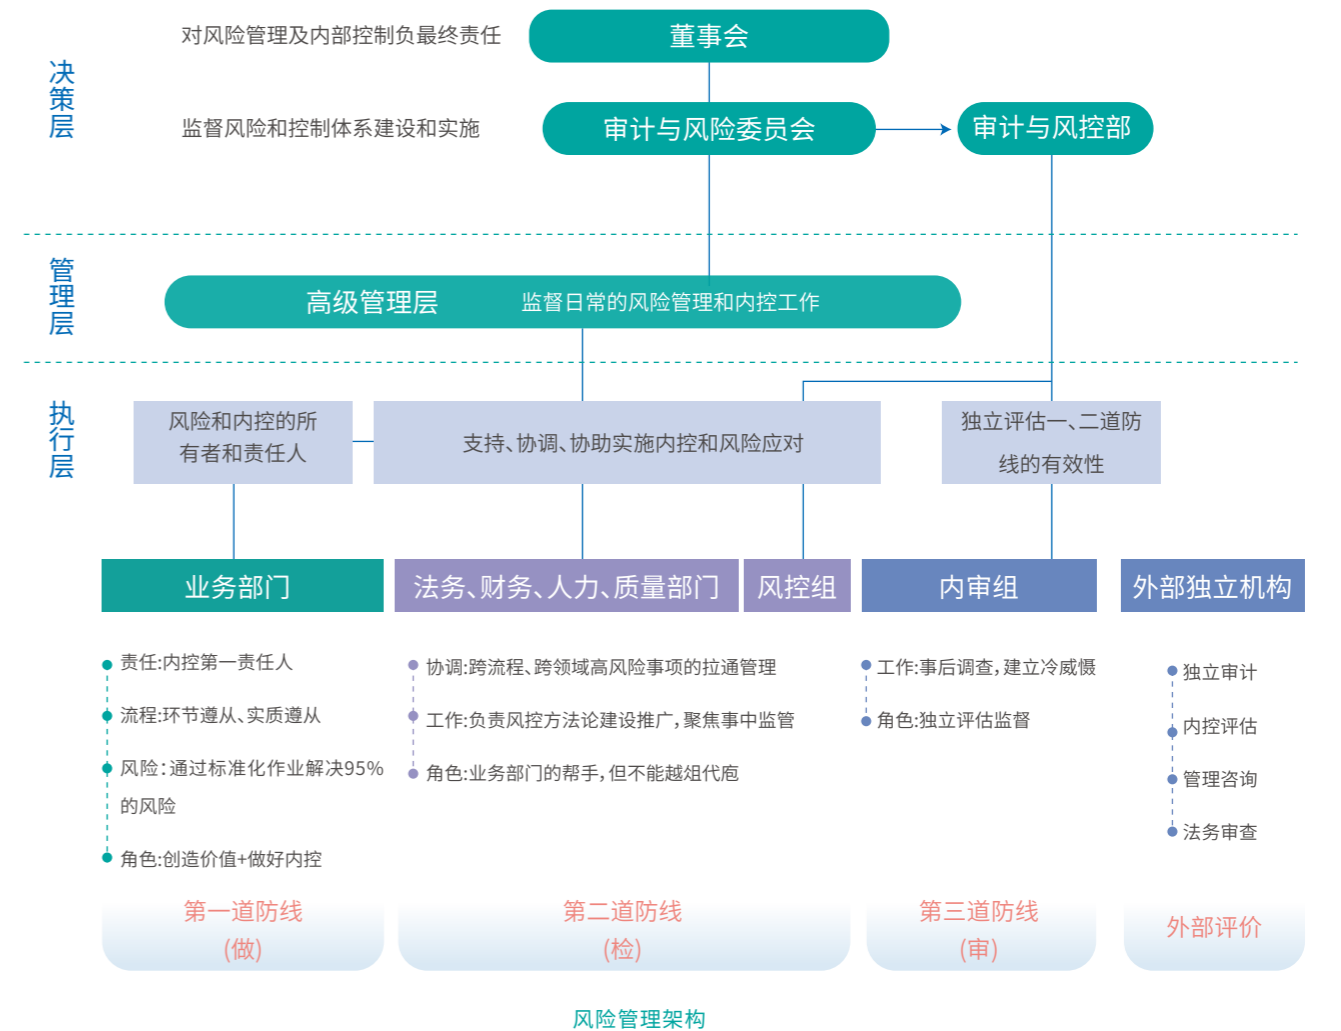 决策层
对风险管理及内部控制负最终责任
董事会
监督风险和控制体系建设和实施
审计与风险委员会
审计与风控部
管理层
高级管理层
监督日常的风险管理和内控工作
执行层
风险和内控的所
有者和责任人
支持、协调、协助实施内控和风险应对
独立评估一、二道防
线的有效性
业务部门
法务、财务、人力、质量部门
风控组
内审组
外部独立机构
责任:内控第一责任人
流程:环节遵从、实质遵从
风险：通过标准化作业解决95%
的风险
角色:创造价值+做好内控
协调:跨流程、跨领域高风险事项的拉通管理
工作:负责风控方法论建设推广，聚焦事中监管
角色:业务部门的帮手，但不能越俎代庖
工作:事后调查，建立冷威慑
角色:独立评估监督
独立审计
内控评估
管理咨询
法务审查
第一道防线
(做)
第二道防线
(检)
第三道防线
(审)
外部评价
风险管理架构